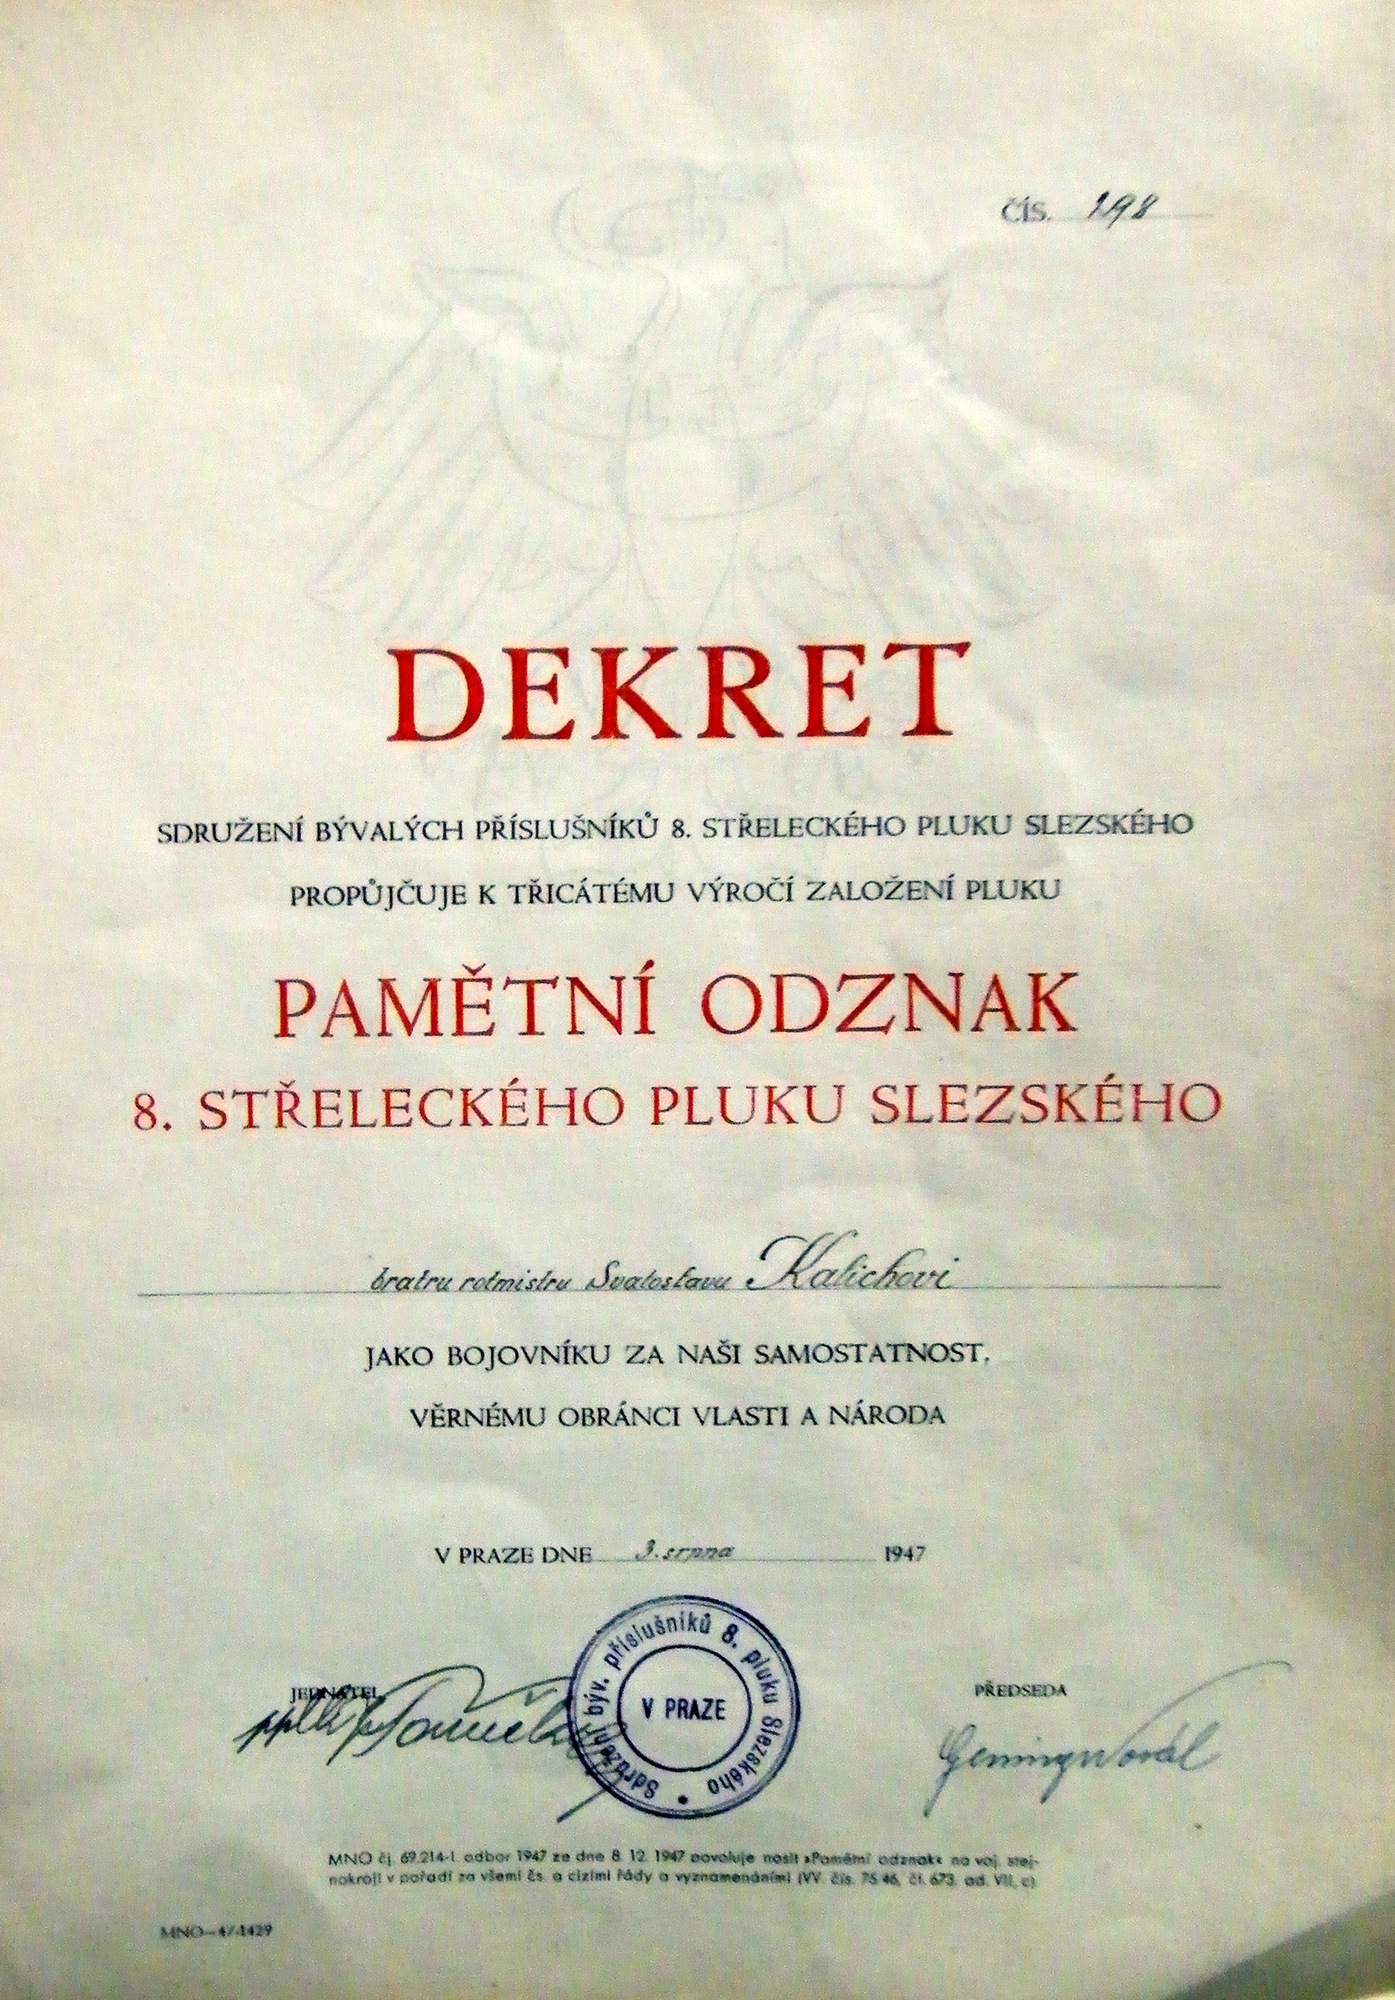 ČÍS. 198
DEKRET
SDRUŽENÍ BÝVALÝCH PŘÍSLUŠNÍKŮ 8. STŘELECKÉHO PLUKU SLEZSKÉHO
PROPŮJČUJE K TŘICÁTÉMU VÝROČÍ ZALOŽENÍ PLUKU
PAMĚTNÍ ODZNAK
8. STŘELECKÉHO PLUKU SLEZSKÉHO
bratru rotmistru Svatoslavu Kalichovi
JAKO BOJOVNÍKU ZA NAŠI SAMOSTATNOST,
VĚRNÉMU OBRÁNCI VLASTI A NÁRODA
V PRAZE DNE 3. srpna 1947
JEDNATEL
PŘEDSEDA
Sdružení býv. příslušníků 8. pluku Slezského
V PRAZE
MNO čj. 69.214-I. odbor 1947 ze dne 8. 12. 1947 povoluje nosit »Pamětní odznak« na voj. stej-
nokroji v pořadí za všemi čs. a cizími řády a vyznamenáními (VV. čís. 75/46, čl. 673. ad. VII, c)
MNO—47-1429